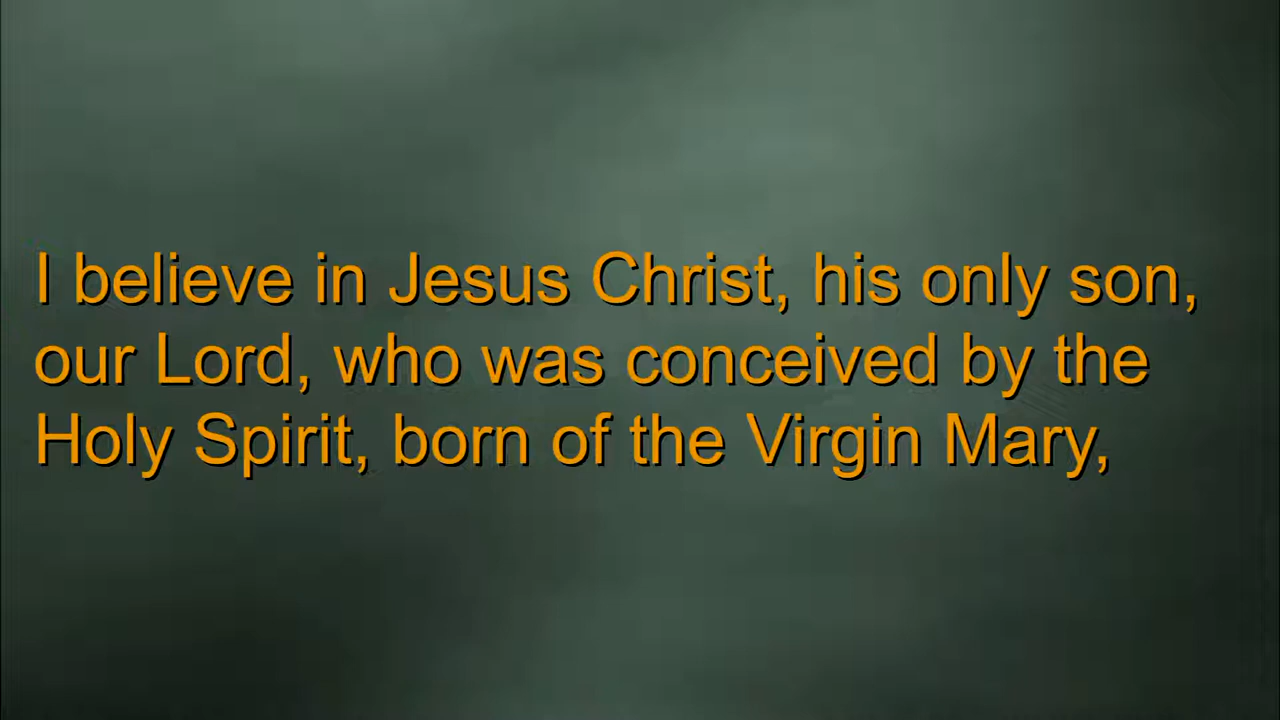 I believe in Jesus Christ, his only son,
our Lord, who was conceived by the
Holy Spirit, born of the Virgin Mary,